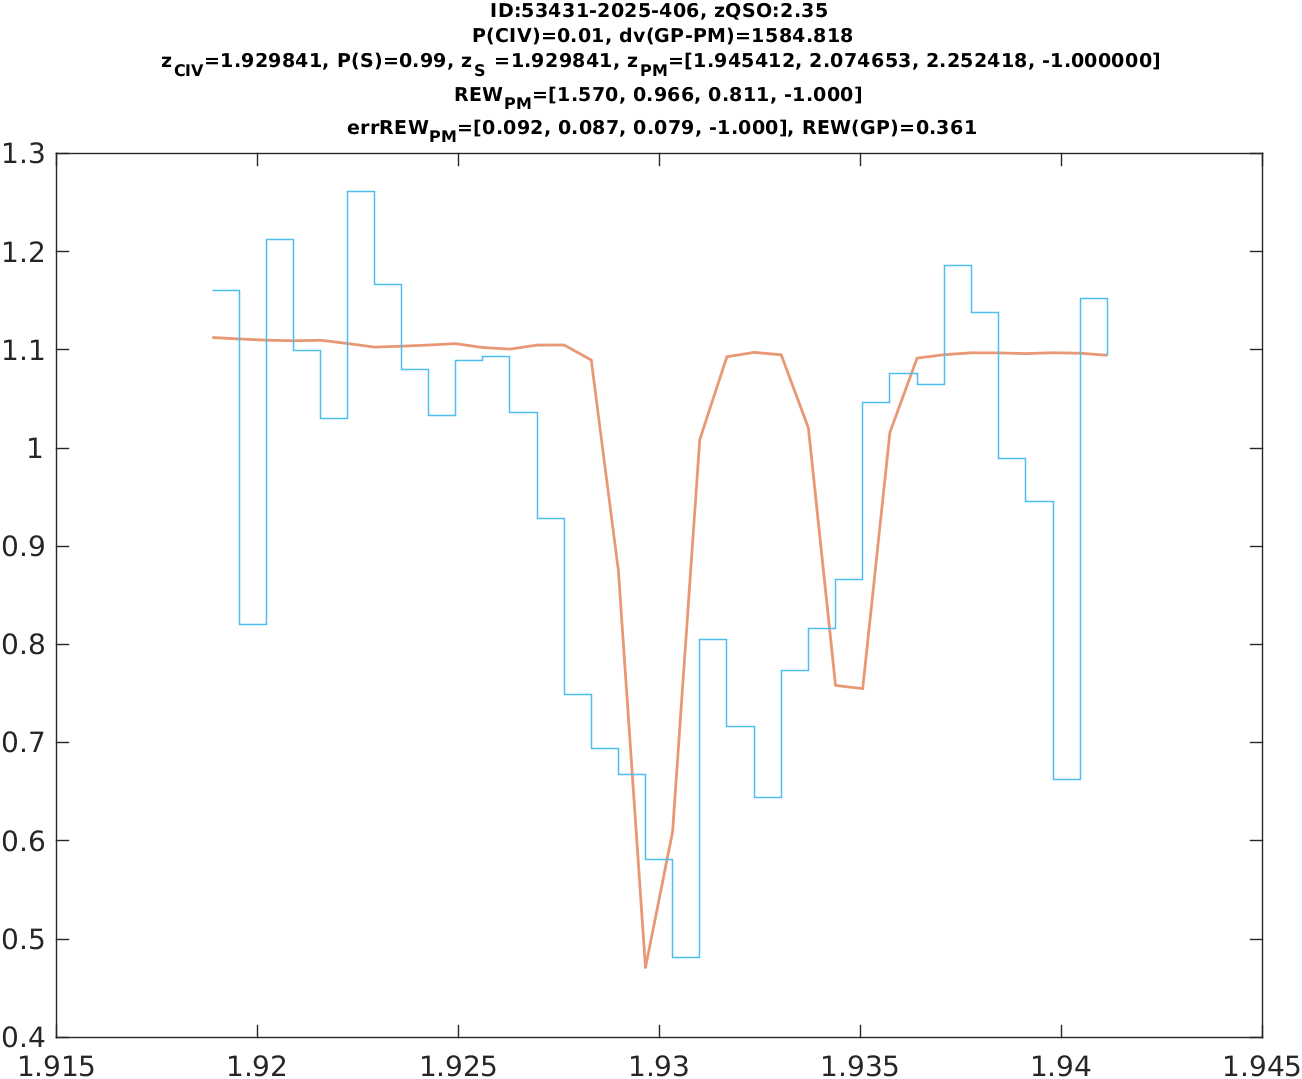 ID:53431-2025-406, zQSO:2.35
P(CIV)=0.01, dv(GP-PM)=1584.818
zCIV=1.929841, P(S)=0.99, zS =1.929841, zPM=[1.945412, 2.074653, 2.252418, -1.000000]
REWPM=[1.570, 0.966, 0.811, -1.000]
errREWPM=[0.092, 0.087, 0.079, -1.000], REW(GP)=0.361
1.3
1.2
1.1
1
0.9
0.8
0.7
0.6
0.5
0.4
1.915 1.92 1.925 1.93 1.935 1.94 1.945